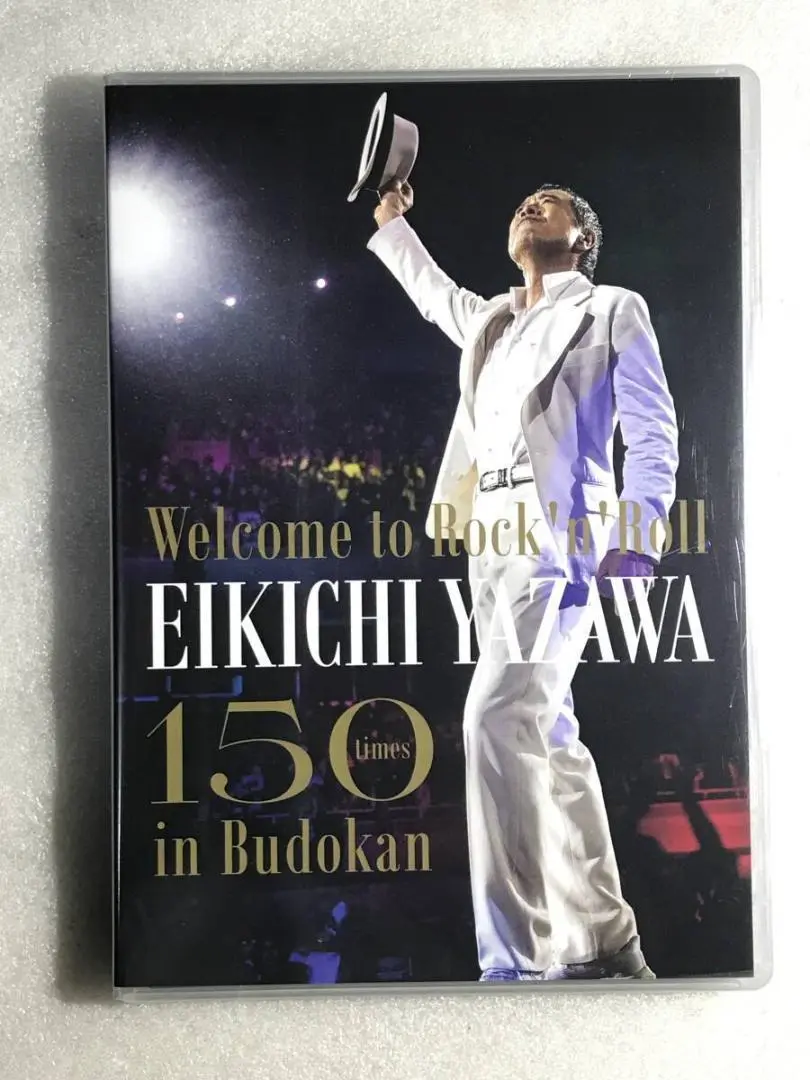 Welcome to Rock'n'Roll
EIKICHI YAZAWA
150 times
in Budokan